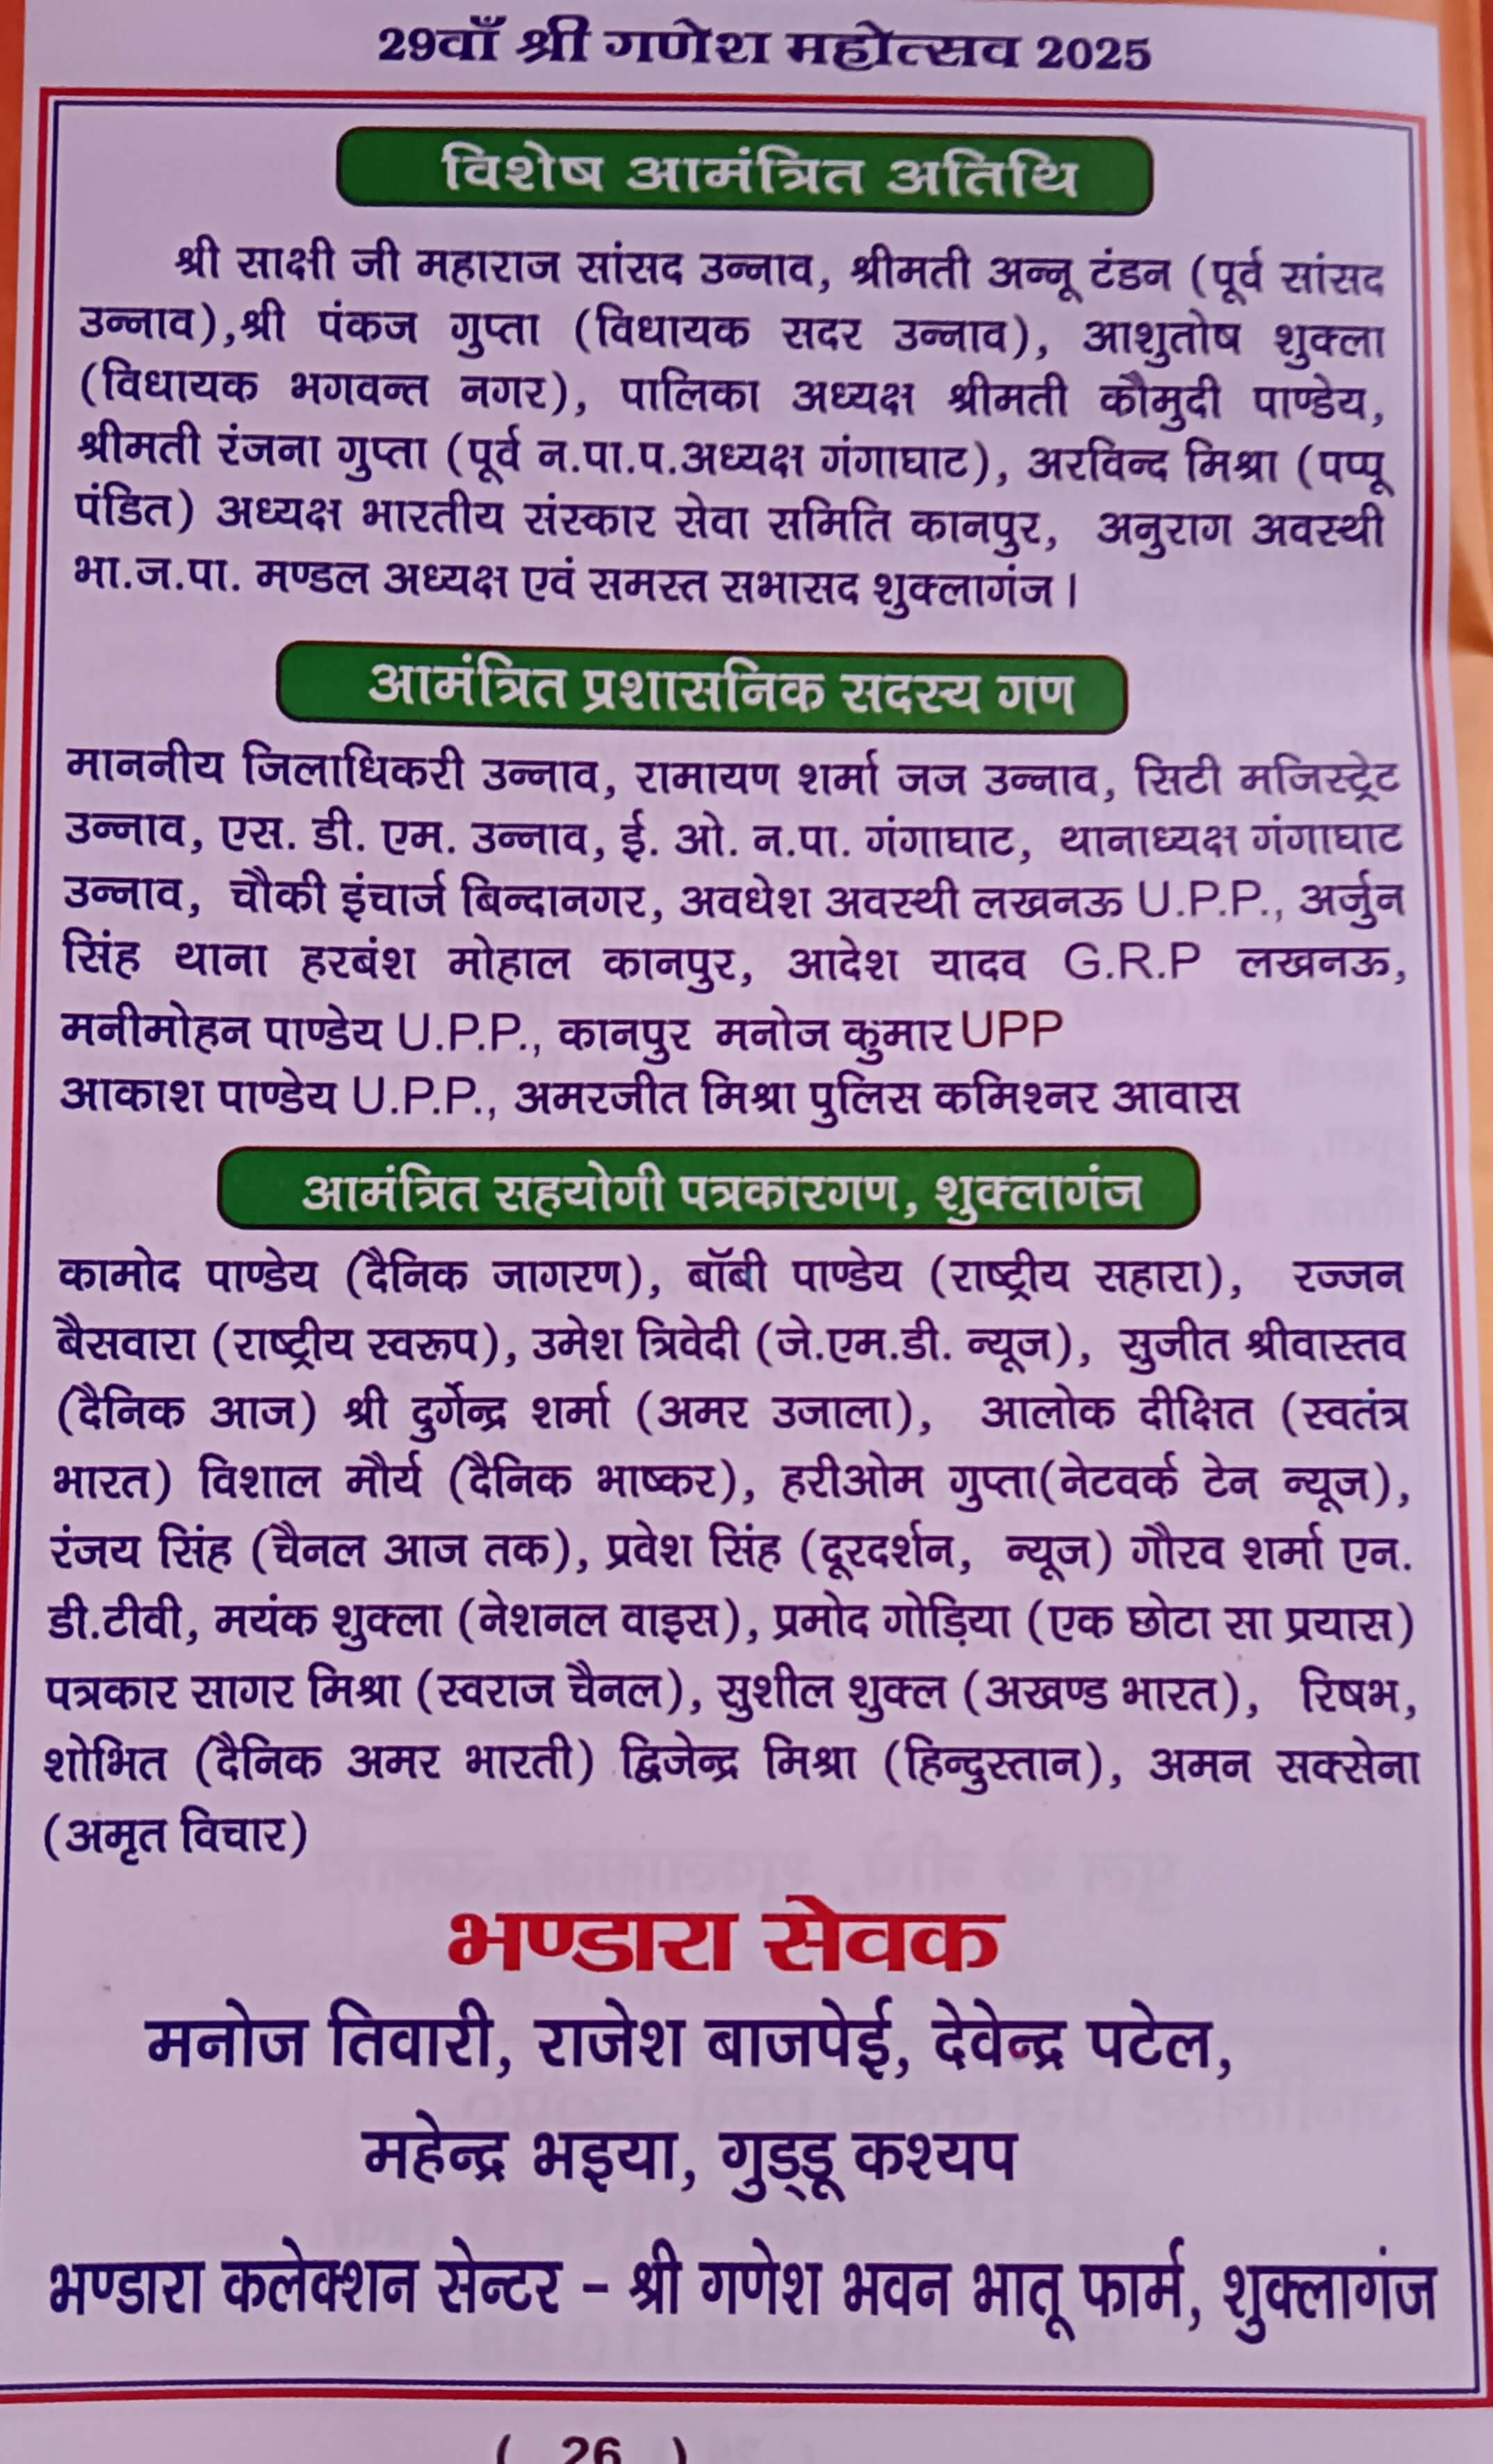 29वाँ श्री गणेश महोत्सव 2025
विशेष आमंत्रित अतिथि
श्री साक्षी जी महाराज सांसद उन्नाव, श्रीमती अन्नू टंडन (पूर्व सांसद
उन्नाव),श्री पंकज गुप्ता (विधायक सदर उन्नाव), आशुतोष शुक्ला
(विधायक भगवन्त नगर), पालिका अध्यक्ष श्रीमती कौमुदी पाण्डेय,
श्रीमती रंजना गुप्ता (पूर्व न.पा.प.अध्यक्ष गंगाघाट), अरविन्द मिश्रा (पप्पू
पंडित) अध्यक्ष भारतीय संस्कार सेवा समिति कानपुर, अनुराग अवस्थी
भा.ज.पा. मण्डल अध्यक्ष एवं समस्त सभासद शुक्लागंज।
आमंत्रित प्रशासनिक सदस्य गण
माननीय जिलाधिकरी उन्नाव, रामायण शर्मा जज उन्नाव, सिटी मजिस्ट्रेट
उन्नाव, एस. डी. एम. उन्नाव, ई. ओ. न.पा. गंगाघाट, थानाध्यक्ष गंगाघाट
उन्नाव, चौकी इंचार्ज बिन्दानगर, अवधेश अवस्थी लखनऊ U.P.P., अर्जुन
सिंह थाना हरबंश मोहाल कानपुर, आदेश यादव G.R.P लखनऊ,
मनीमोहन पाण्डेय U.P.P., कानपुर मनोज कुमार UPP
आकाश पाण्डेय U.P.P., अमरजीत मिश्रा पुलिस कमिश्नर आवास
आमंत्रित सहयोगी पत्रकारगण, शुक्लागंज
कामोद पाण्डेय (दैनिक जागरण), बॉबी पाण्डेय (राष्ट्रीय सहारा), रज्जन
बैसवारा (राष्ट्रीय स्वरूप), उमेश त्रिवेदी (जे.एम.डी. न्यूज), सुजीत श्रीवास्तव
(दैनिक आज) श्री दुर्गेन्द्र शर्मा (अमर उजाला), आलोक दीक्षित (स्वतंत्र
भारत) विशाल मौर्य (दैनिक भाष्कर), हरीओम गुप्ता(नेटवर्क टेन न्यूज),
रंजय सिंह (चैनल आज तक), प्रवेश सिंह (दूरदर्शन, न्यूज) गौरव शर्मा एन.
डी.टीवी, मयंक शुक्ला (नेशनल वाइस), प्रमोद गोड़िया (एक छोटा सा प्रयास)
पत्रकार सागर मिश्रा (स्वराज चैनल), सुशील शुक्ल (अखण्ड भारत), रिषभ,
शोभित (दैनिक अमर भारती) द्विजेन्द्र मिश्रा (हिन्दुस्तान), अमन सक्सेना
(अमृत विचार)
भण्डारा सेवक
मनोज तिवारी, राजेश बाजपेई, देवेन्द्र पटेल,
महेन्द्र भइया, गुड्डू कश्यप
भण्डारा कलेक्शन सेन्टर - श्री गणेश भवन भातू फार्म, शुक्लागंज
( 26 )